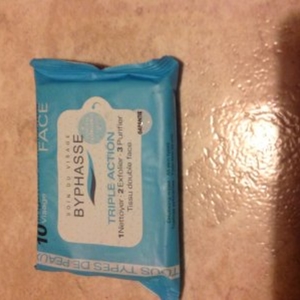 10
Visage
FACE
SOIN DU VISAGE
BYPHASSE
TRIPLE ACTION
1 Nettoyer 2 Exfolier 3 Purifier
Tissu double face
TOUS TYPES DE PEAU